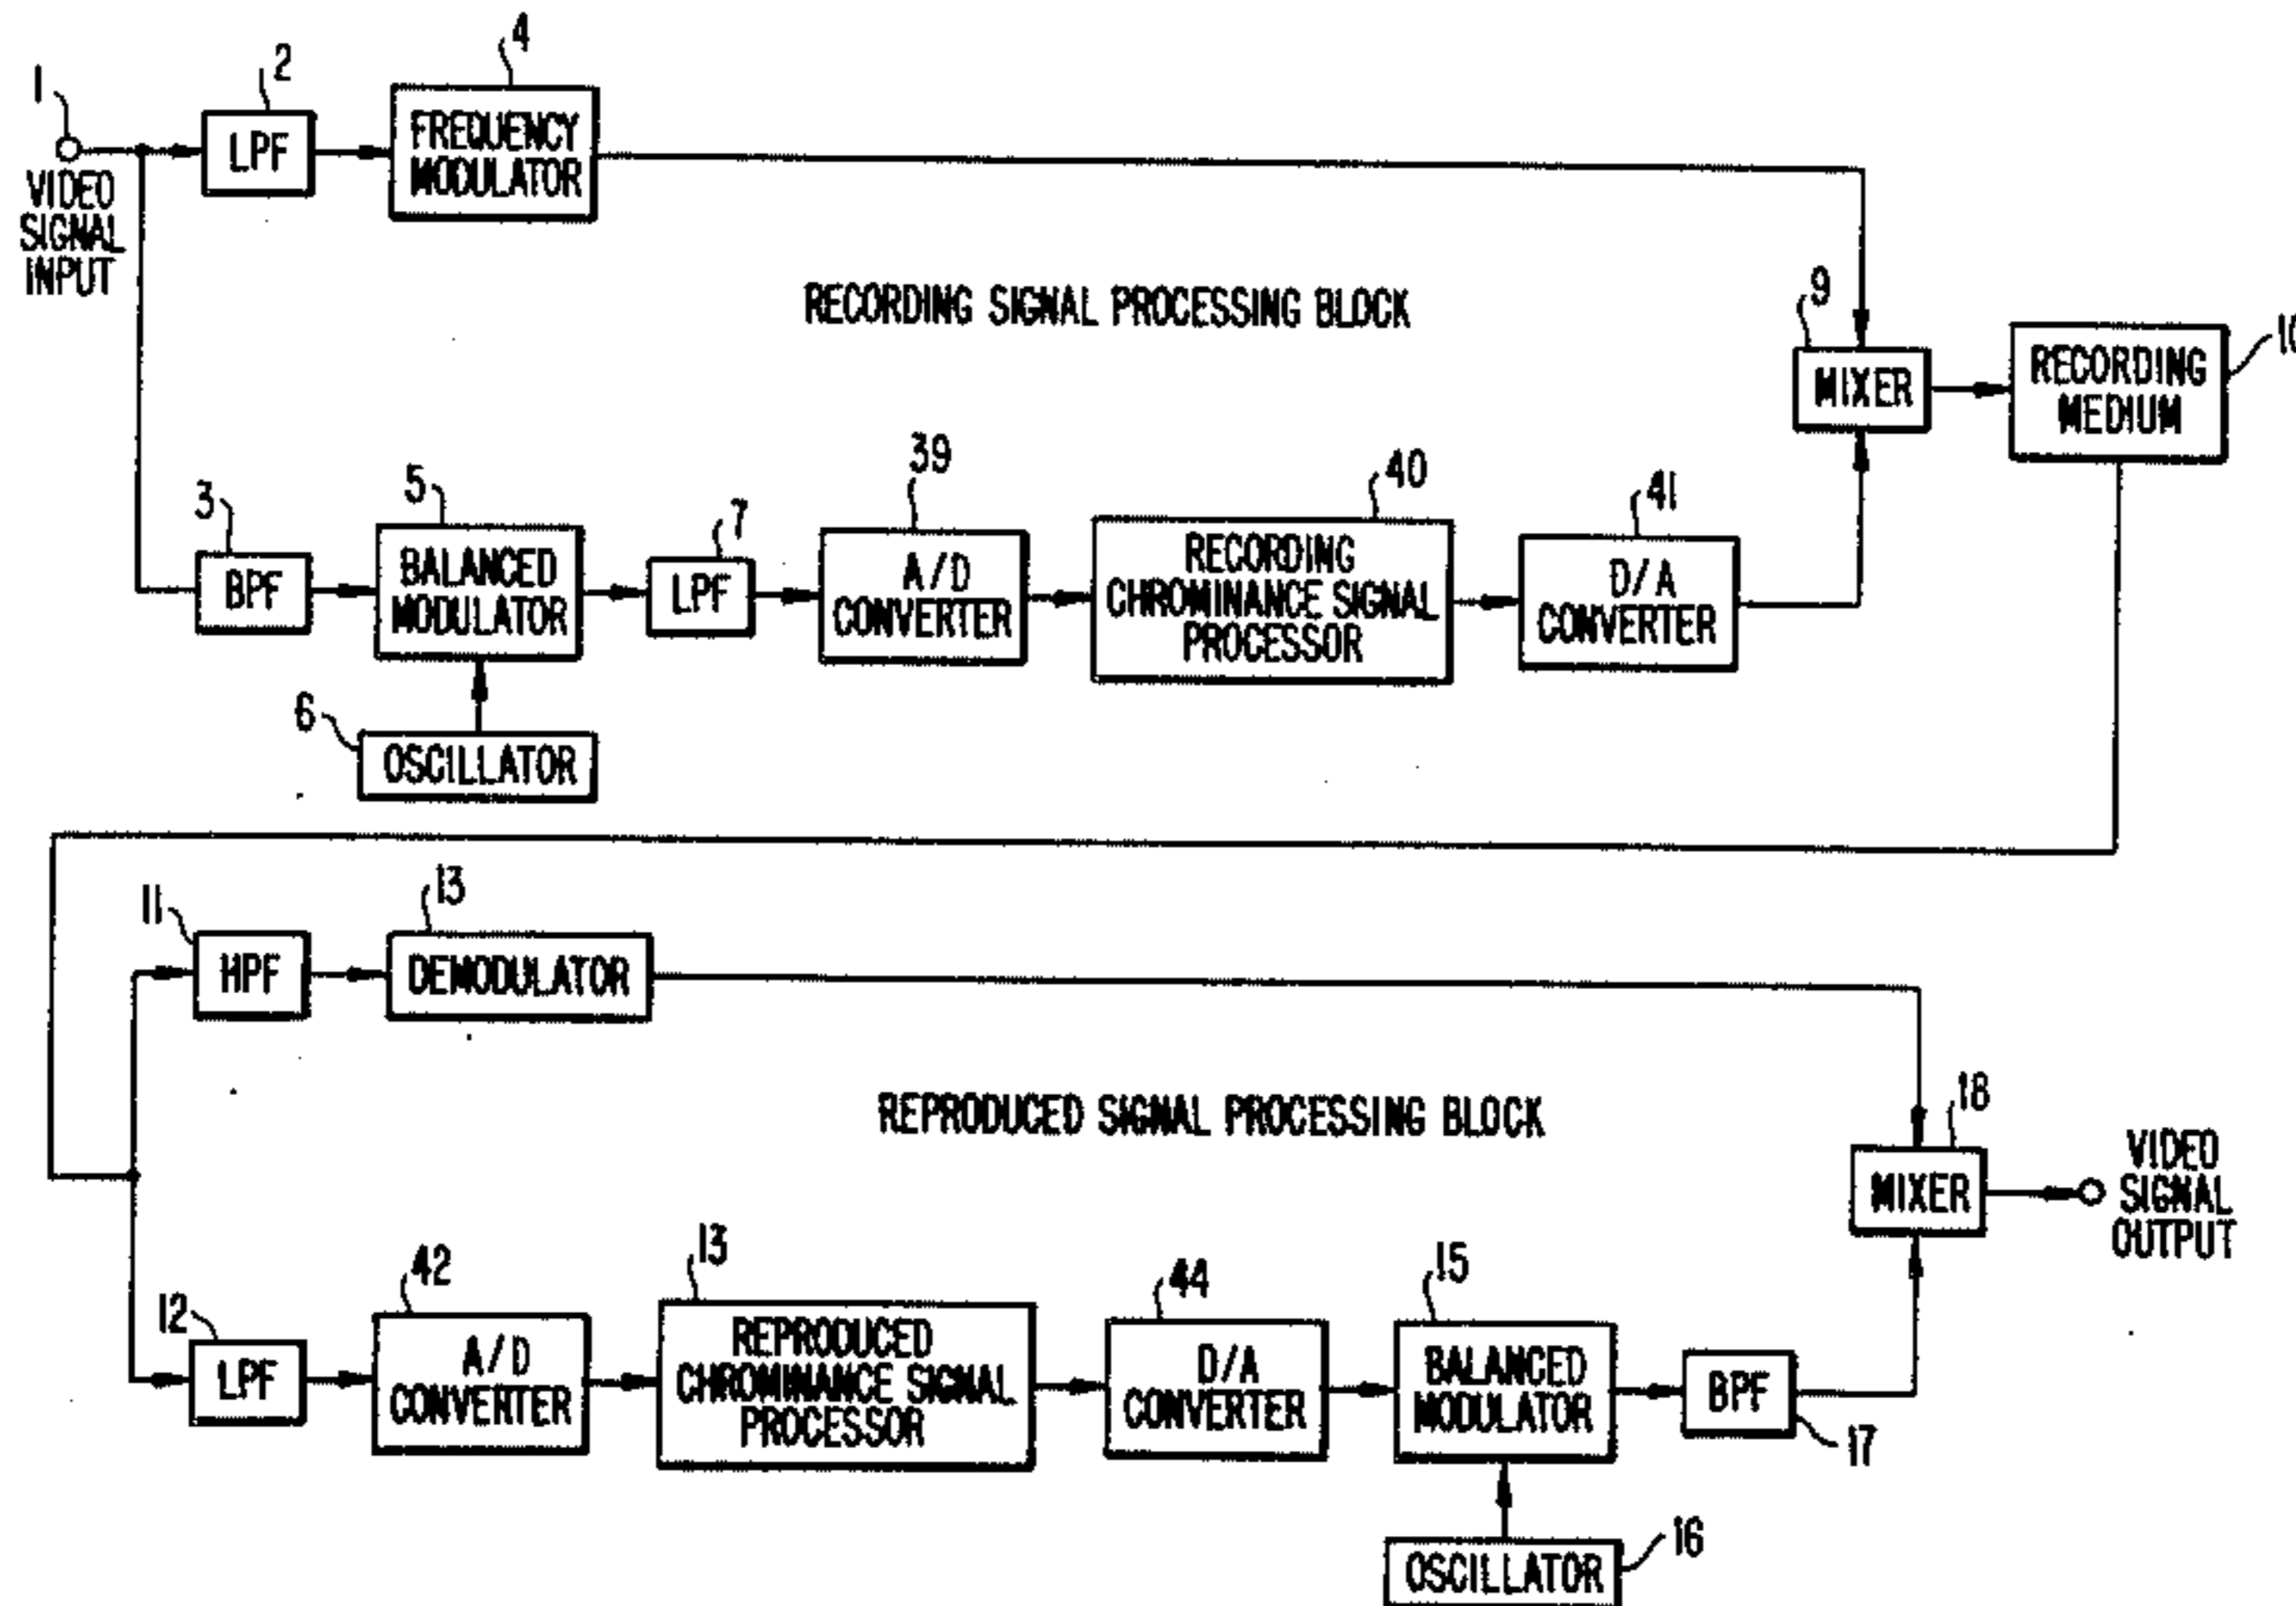 1
2
4
LPF
FREQUENCY
MODULATOR
VIDEO
SIGNAL
INPUT
RECORDING SIGNAL PROCESSING BLOCK
9
MIXER
RECORDING
MEDIUM
10
3
BPF
5
BALANCED
MODULATOR
7
LPF
39
A/D
CONVERTER
40
RECORDING
CHROMINANCE SIGNAL
PROCESSOR
41
D/A
CONVERTER
6
OSCILLATOR
11
HPF
13
DEMODULATOR
REPRODUCED SIGNAL PROCESSING BLOCK
18
MIXER
VIDEO
SIGNAL
OUTPUT
12
LPF
42
A/D
CONVERTER
13
REPRODUCED
CHROMINANCE SIGNAL
PROCESSOR
44
D/A
CONVERTER
15
BALANCED
MODULATOR
BPF
17
OSCILLATOR
16